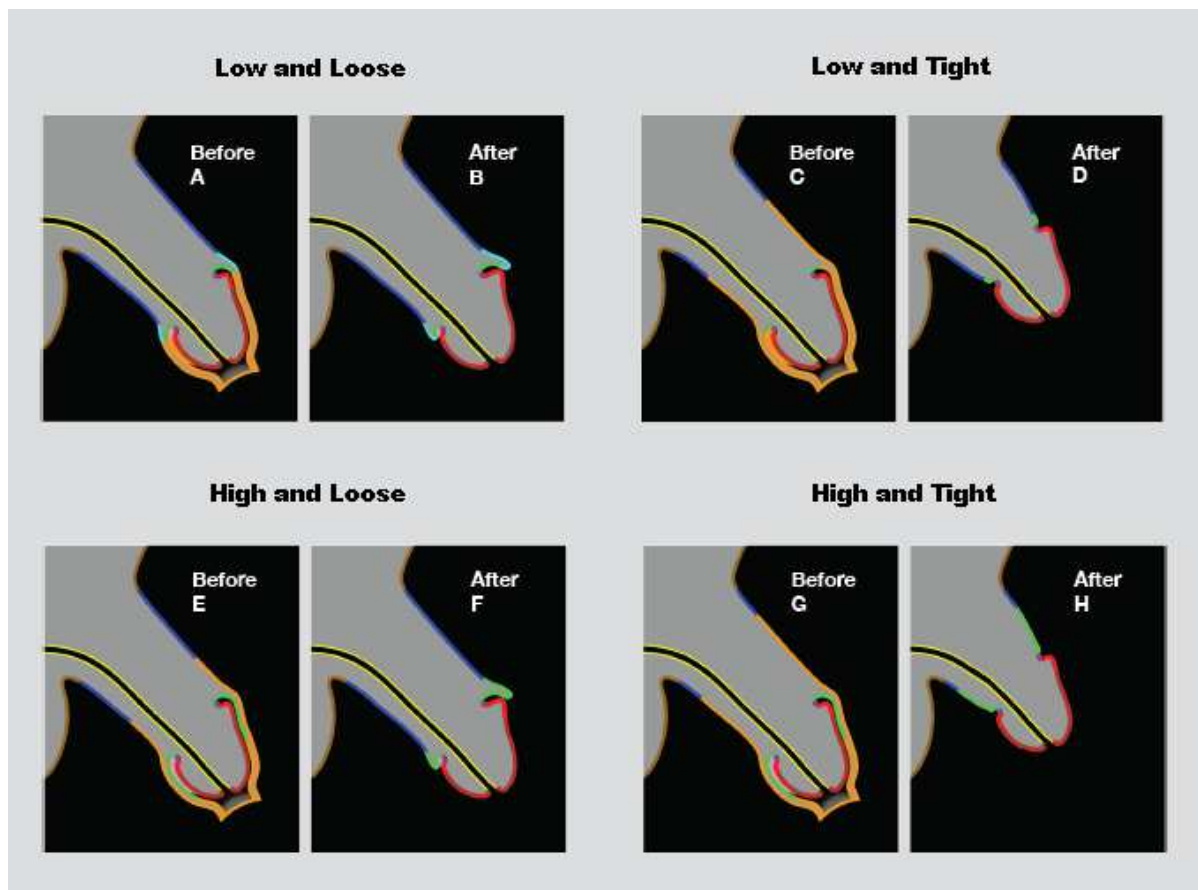 Low and Loose
Low and Tight
Before
A
After
B
Before
C
After
D
High and Loose
High and Tight
Before
E
After
F
Before
G
After
H